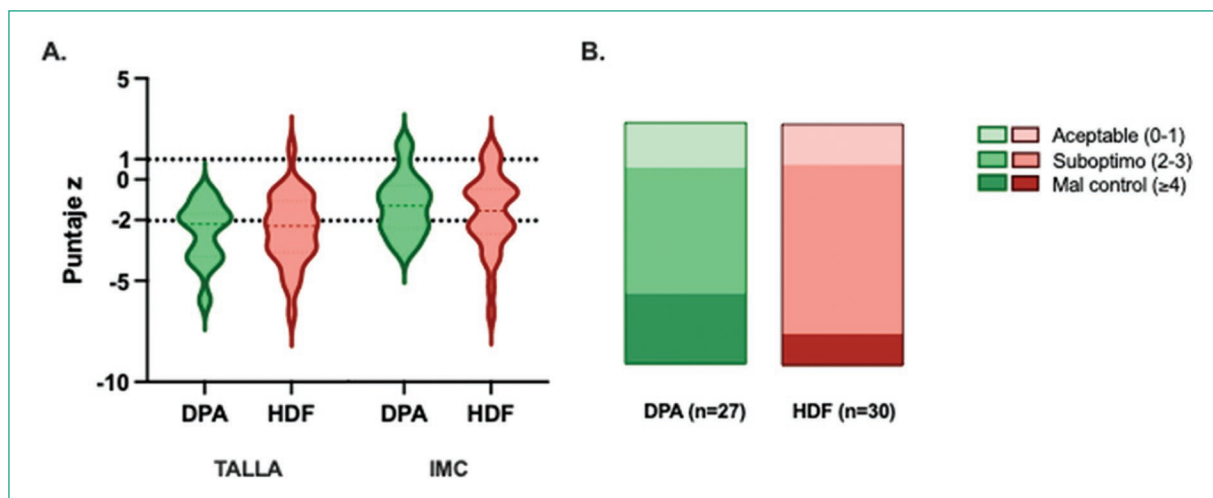 A.
5
1
0
-2
-5
-10
Puntaje z
DPA HDF DPA HDF
TALLA IMC
B.
Aceptable (0-1)
Suboptimo (2-3)
Mal control (≥4)
DPA (n=27) HDF (n=30)